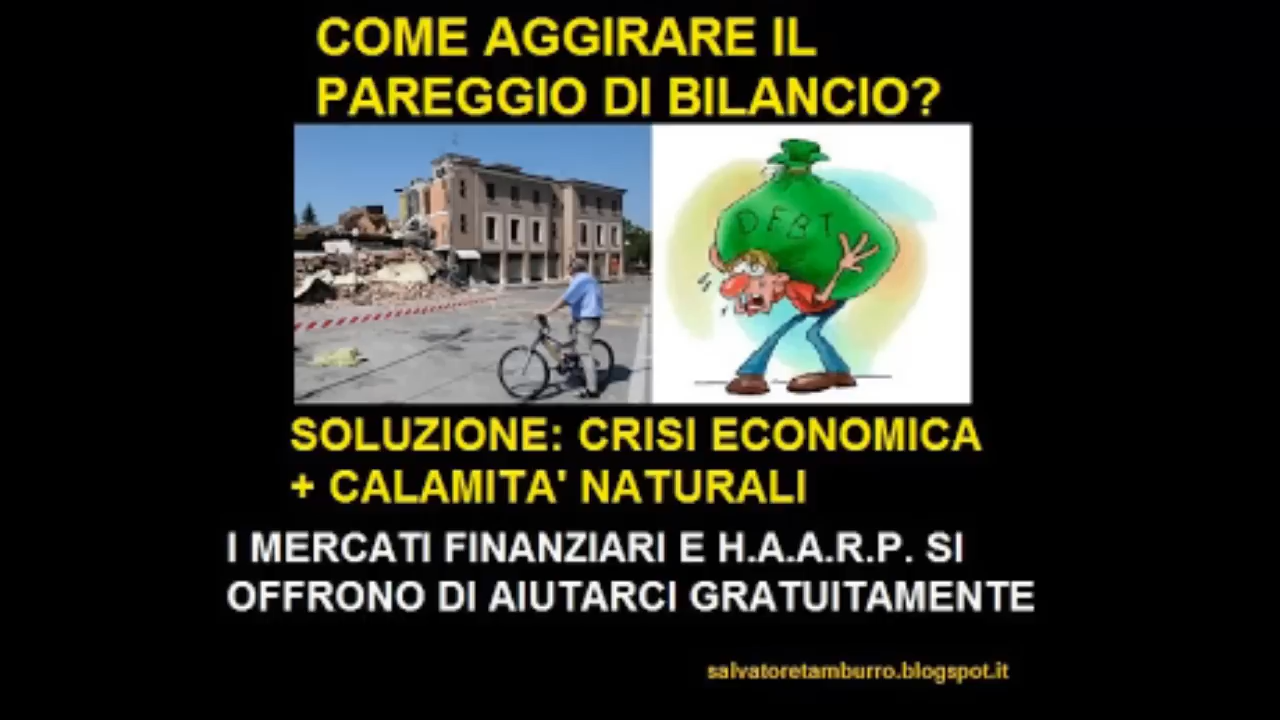 COME AGGIRARE IL
PAREGGIO DI BILANCIO?
DEBT
SOLUZIONE: CRISI ECONOMICA
+ CALAMITA' NATURALI
I MERCATI FINANZIARI E H.A.A.R.P. SI
OFFRONO DI AIUTARCI GRATUITAMENTE
salvatoretamburro.blogspot.it